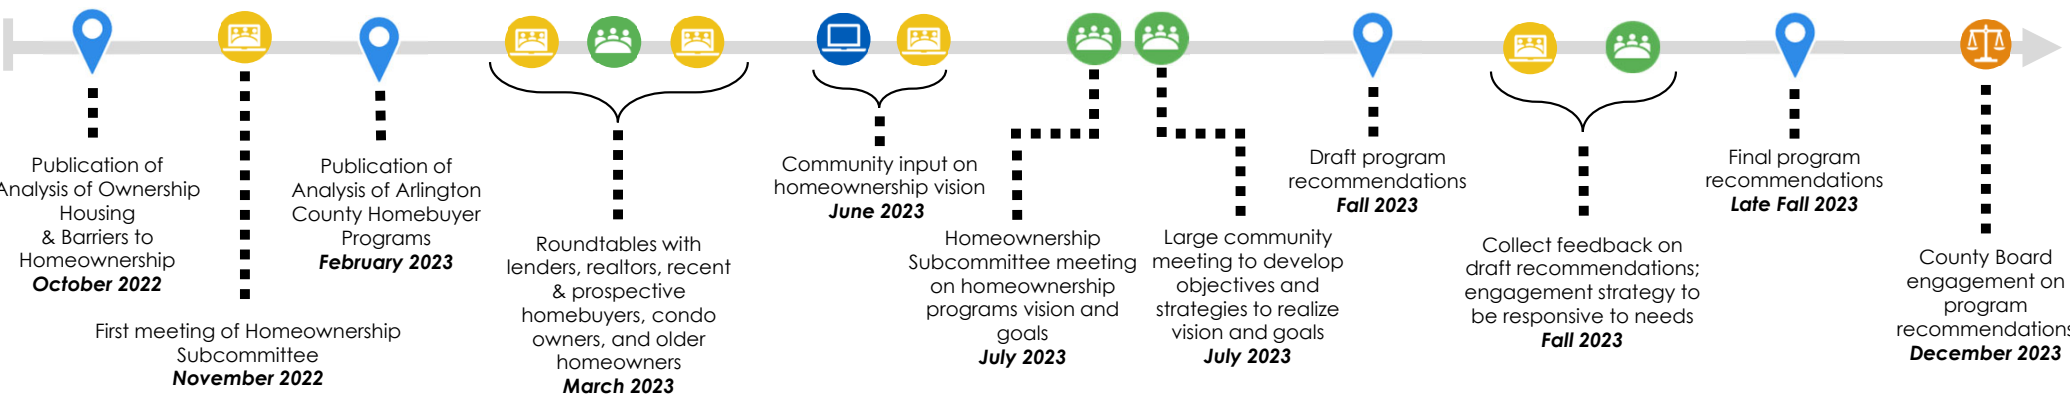 Publication of
Analysis of Ownership
Housing
& Barriers to
Homeownership
October 2022
First meeting of Homeownership
Subcommittee
November 2022
Publication of
Analysis of Arlington
County Homebuyer
Programs
February 2023
Roundtables with
lenders, realtors, recent
& prospective
homebuyers, condo
owners, and older
homeowners
March 2023
Community input on
homeownership vision
June 2023
Homeownership
Subcommittee meeting
on homeownership
programs vision and
goals
July 2023
Large community
meeting to develop
objectives and
strategies to realize
vision and goals
July 2023
Draft program
recommendations
Fall 2023
Collect feedback on
draft recommendations;
engagement strategy to
be responsive to needs
Fall 2023
Final program
recommendations
Late Fall 2023
County Board
engagement on
program
recommendations
December 2023